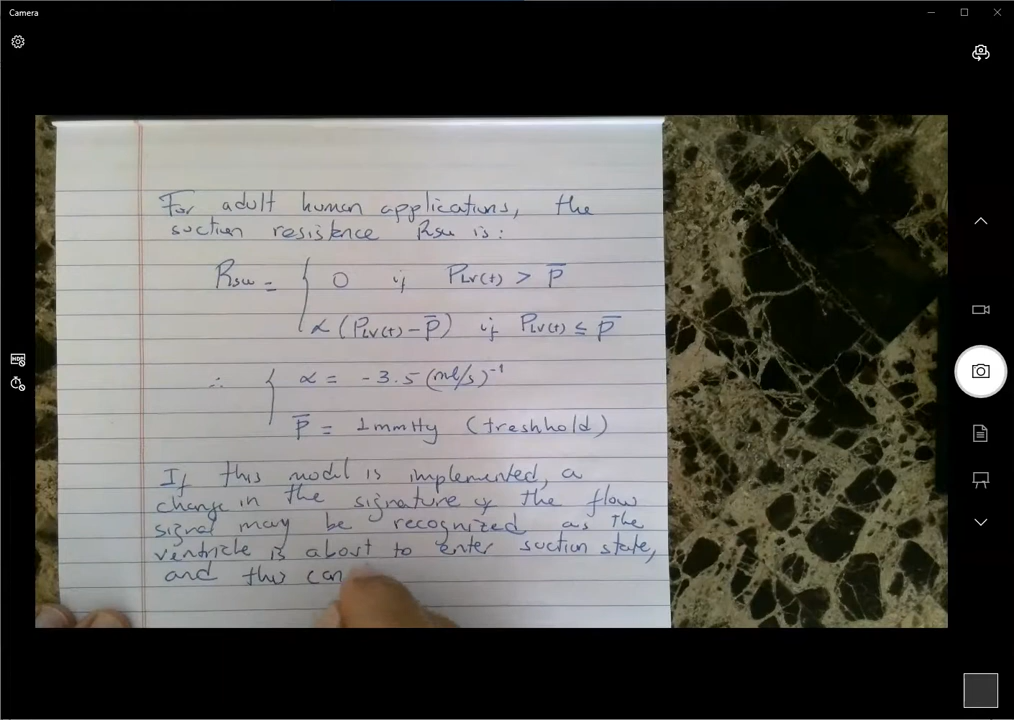 Camera
For adult human applications, the
suction resistence Rsu is:
Rsu = { 0 if PLV(t) > p̄
α (PLV(t) - p̄) if PLV(t) ≤ p̄
∴ { α = -3.5 (ml/s)⁻¹
p̄ = 1mmHg (treshhold)
If this model is implemented, a
change in the signature of the flow
signal may be recognized as the
ventricle is about to enter suction state,
and this can